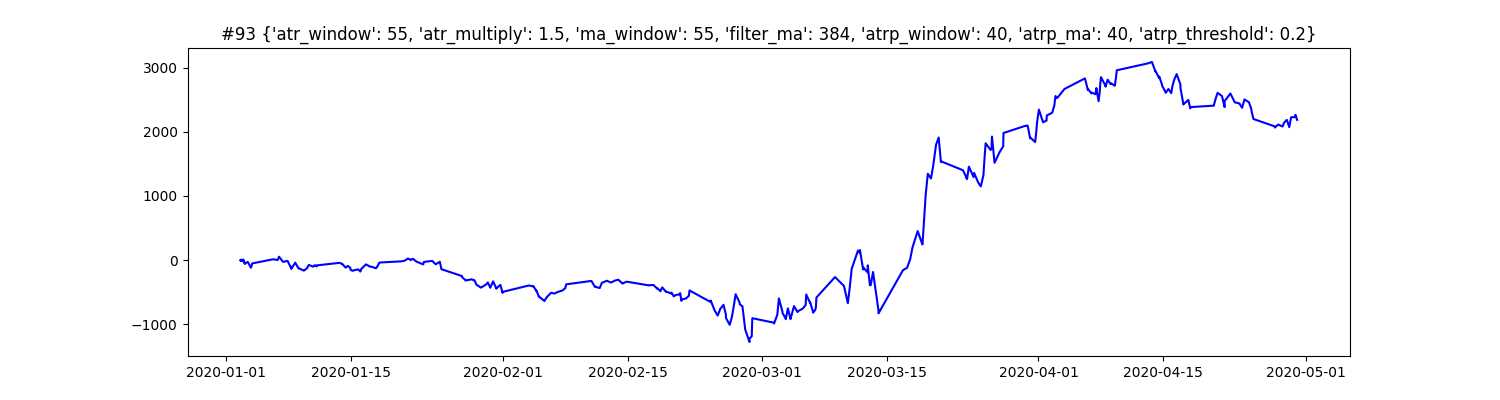 #93 {'atr_window': 55, 'atr_multiply': 1.5, 'ma_window': 55, 'filter_ma': 384, 'atrp_window': 40, 'atrp_ma': 40, 'atrp_threshold': 0.2}
3000
2000
1000
0
−1000
2020-01-01 2020-01-15 2020-02-01 2020-02-15 2020-03-01 2020-03-15 2020-04-01 2020-04-15 2020-05-01